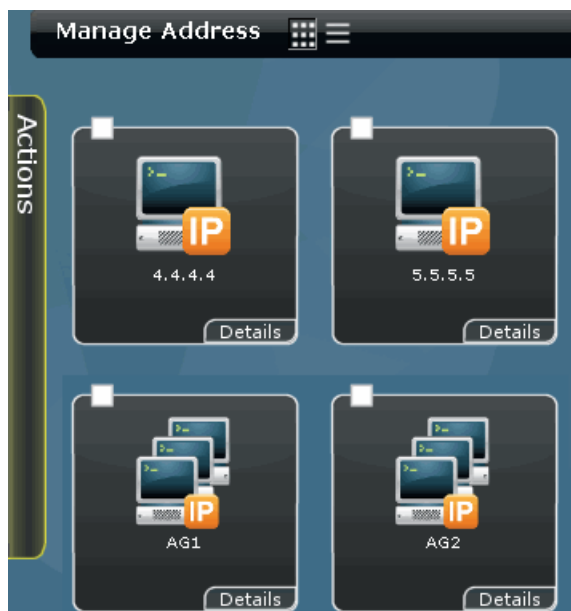 Manage Address
Actions
IP
IP
4.4.4.4
5.5.5.5
Details
Details
IP
IP
AG1
AG2
Details
Details